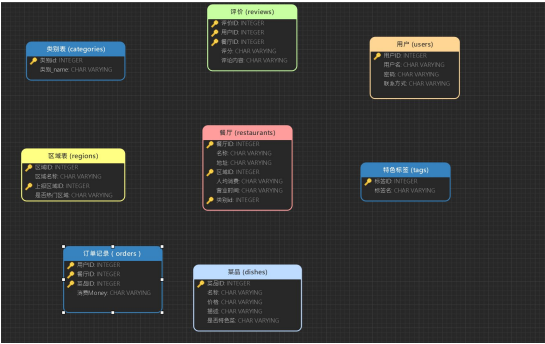 评价 (reviews)
评价ID: INTEGER
用户ID: INTEGER
餐厅ID: INTEGER
评分: CHAR VARYING
评论内容: CHAR VARYING
类别表 (categories)
类别id: INTEGER
类别_name: CHAR VARYING
用户 (users)
用户ID: INTEGER
用户名: CHAR VARYING
密码: CHAR VARYING
联系方式: CHAR VARYING
区域表 (regions)
区域ID: INTEGER
区域名称: CHAR VARYING
上级区域ID: INTEGER
是否热门区域: CHAR VARYING
餐厅 (restaurants)
餐厅ID: INTEGER
名称: CHAR VARYING
地址: CHAR VARYING
区域ID: INTEGER
人均消费: CHAR VARYING
营业时间: CHAR VARYING
类别id: INTEGER
特色标签 (tags)
标签ID: INTEGER
标签名: CHAR VARYING
订单记录 ( orders )
用户ID: INTEGER
餐厅ID: INTEGER
菜品ID: INTEGER
消费Money: CHAR VARYING
菜品 (dishes)
菜品ID: INTEGER
名称: CHAR VARYING
价格: CHAR VARYING
描述: CHAR VARYING
是否特色菜: CHAR VARYING